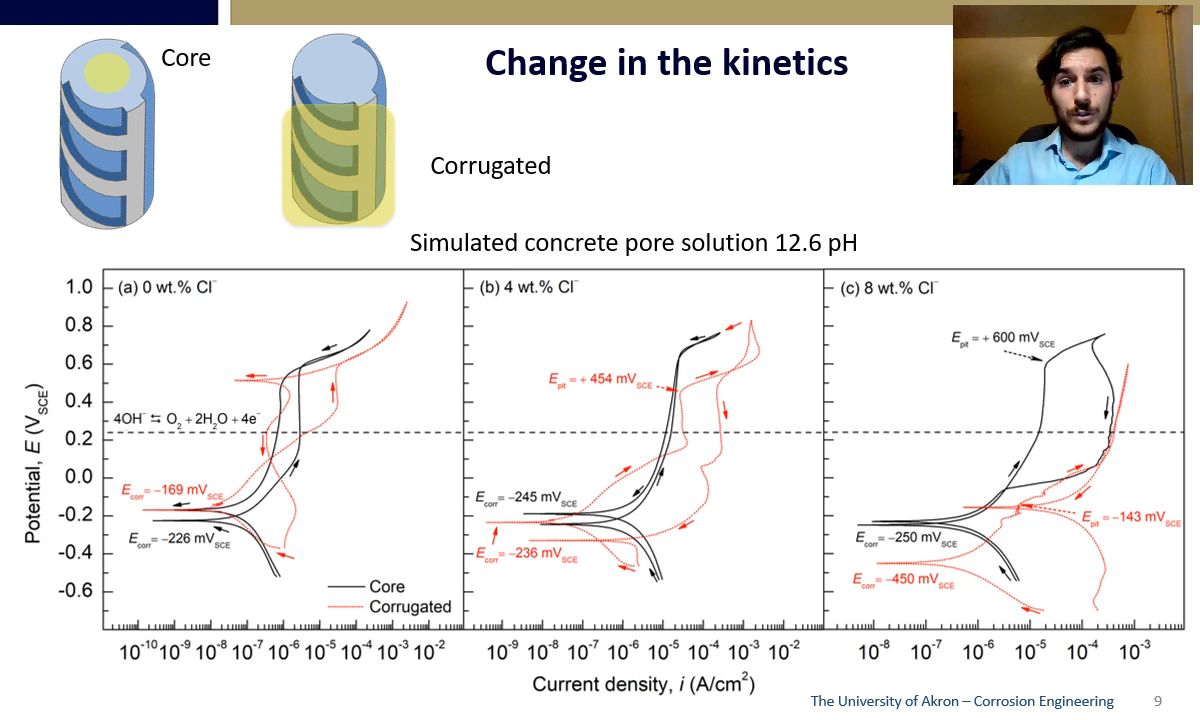 Core
Change in the kinetics
Corrugated
Simulated concrete pore solution 12.6 pH
(a) 0 wt.% Cl⁻
(b) 4 wt.% Cl⁻
(c) 8 wt.% Cl⁻
1.0
0.8
0.6
0.4
0.2
0.0
-0.2
-0.4
-0.6
Potential, E (V_SCE)
4OH⁻ ⇆ O₂ + 2H₂O + 4e⁻
E_corr = −169 mV_SCE
E_corr = −226 mV_SCE
Core
Corrugated
E_pit = + 454 mV_SCE
E_corr = −245 mV_SCE
E_corr = −236 mV_SCE
E_pit = + 600 mV_SCE
E_pit = −143 mV_SCE
E_corr = −250 mV_SCE
E_corr = −450 mV_SCE
10⁻¹⁰ 10⁻⁹ 10⁻⁸ 10⁻⁷ 10⁻⁶ 10⁻⁵ 10⁻⁴ 10⁻³ 10⁻²
10⁻⁹ 10⁻⁸ 10⁻⁷ 10⁻⁶ 10⁻⁵ 10⁻⁴ 10⁻³ 10⁻²
10⁻⁸ 10⁻⁷ 10⁻⁶ 10⁻⁵ 10⁻⁴ 10⁻³
Current density, i (A/cm²)
The University of Akron – Corrosion Engineering 9